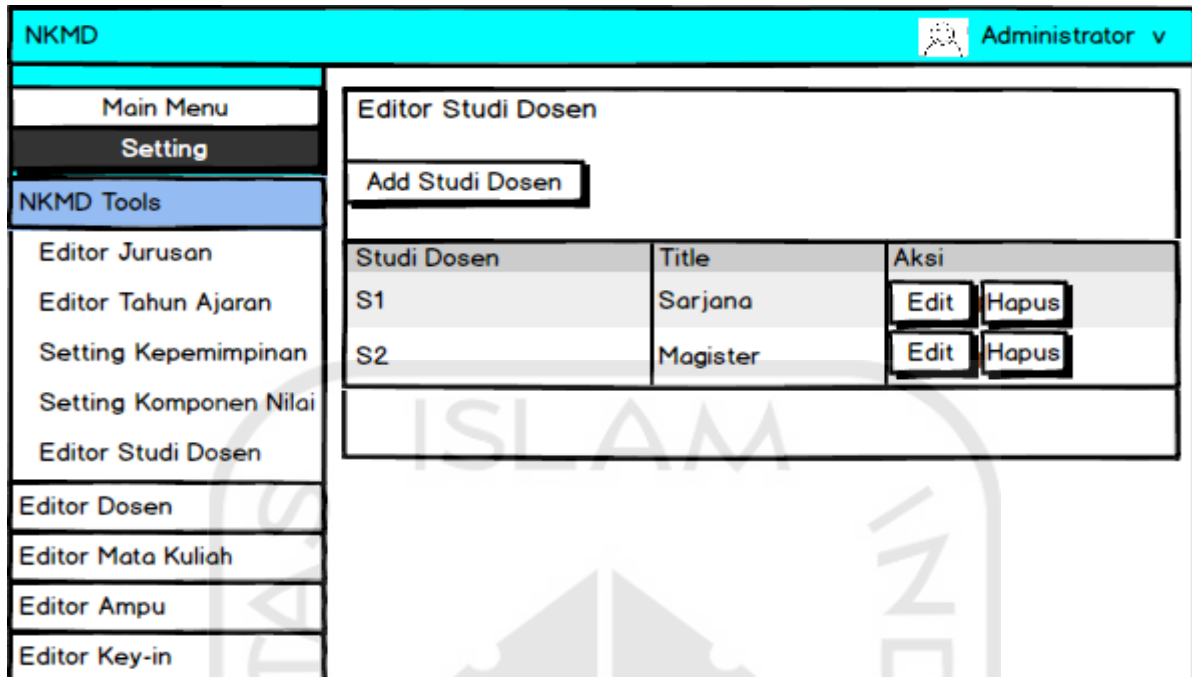 NKMD
Administrator v
Main Menu
Setting
NKMD Tools
Editor Jurusan
Editor Tahun Ajaran
Setting Kepemimpinan
Setting Komponen Nilai
Editor Studi Dosen
Editor Dosen
Editor Mata Kuliah
Editor Ampu
Editor Key-in
Editor Studi Dosen
Add Studi Dosen
Studi Dosen Title Aksi
S1 Sarjana Edit Hapus
S2 Magister Edit Hapus
ISLAM